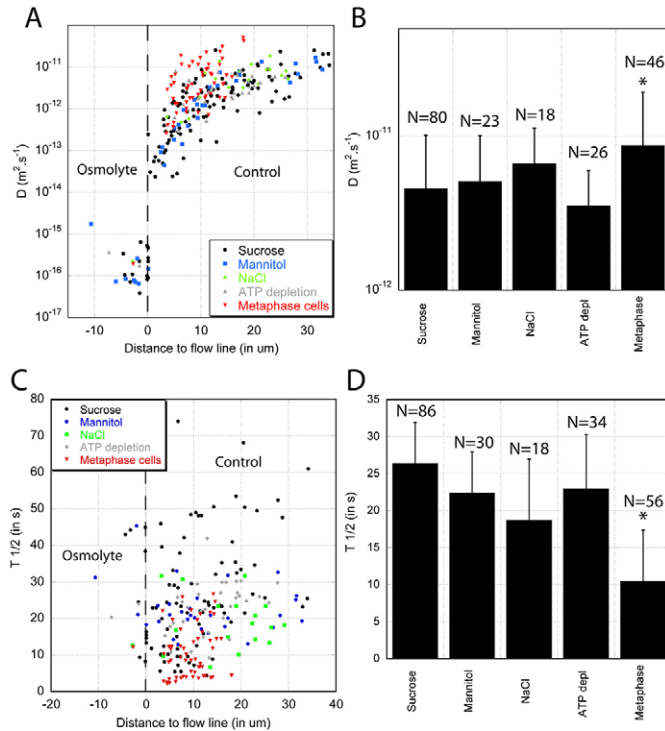 A
D (m².s⁻¹)
10⁻¹¹
10⁻¹²
10⁻¹³
10⁻¹⁴
10⁻¹⁵
10⁻¹⁶
10⁻¹⁷
Osmolyte
Control
Sucrose
Mannitol
NaCl
ATP depletion
Metaphase cells
-10 0 10 20 30
Distance to flow line (in um)
B
D (m².s⁻¹)
10⁻¹¹
10⁻¹²
N=80
N=23
N=18
N=26
N=46
*
Sucrose
Mannitol
NaCl
ATP depl
Metaphase
C
T 1/2 (in s)
80
70
60
50
40
30
20
10
0
Sucrose
Mannitol
NaCl
ATP depletion
Metaphase cells
Control
Osmolyte
-20 -10 0 10 20 30 40
Distance to flow line (in um)
D
T 1/2 (in s)
35
30
25
20
15
10
5
0
N=86
N=30
N=18
N=34
N=56
*
Sucrose
Mannitol
NaCl
ATP depl
Metaphase